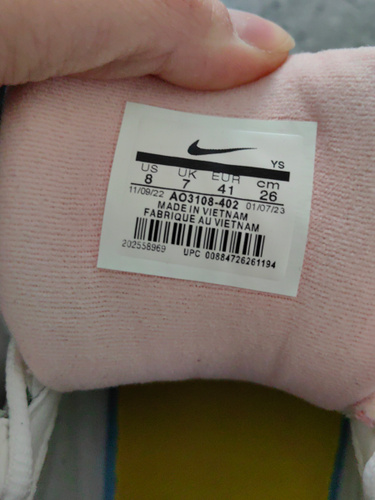 YS
US UK EUR cm
8 7 41 26
11/09/22 AO3108-402 01/07/23
MADE IN VIETNAM
FABRIQUE AU VIETNAM
202558969 UPC 00884726261194